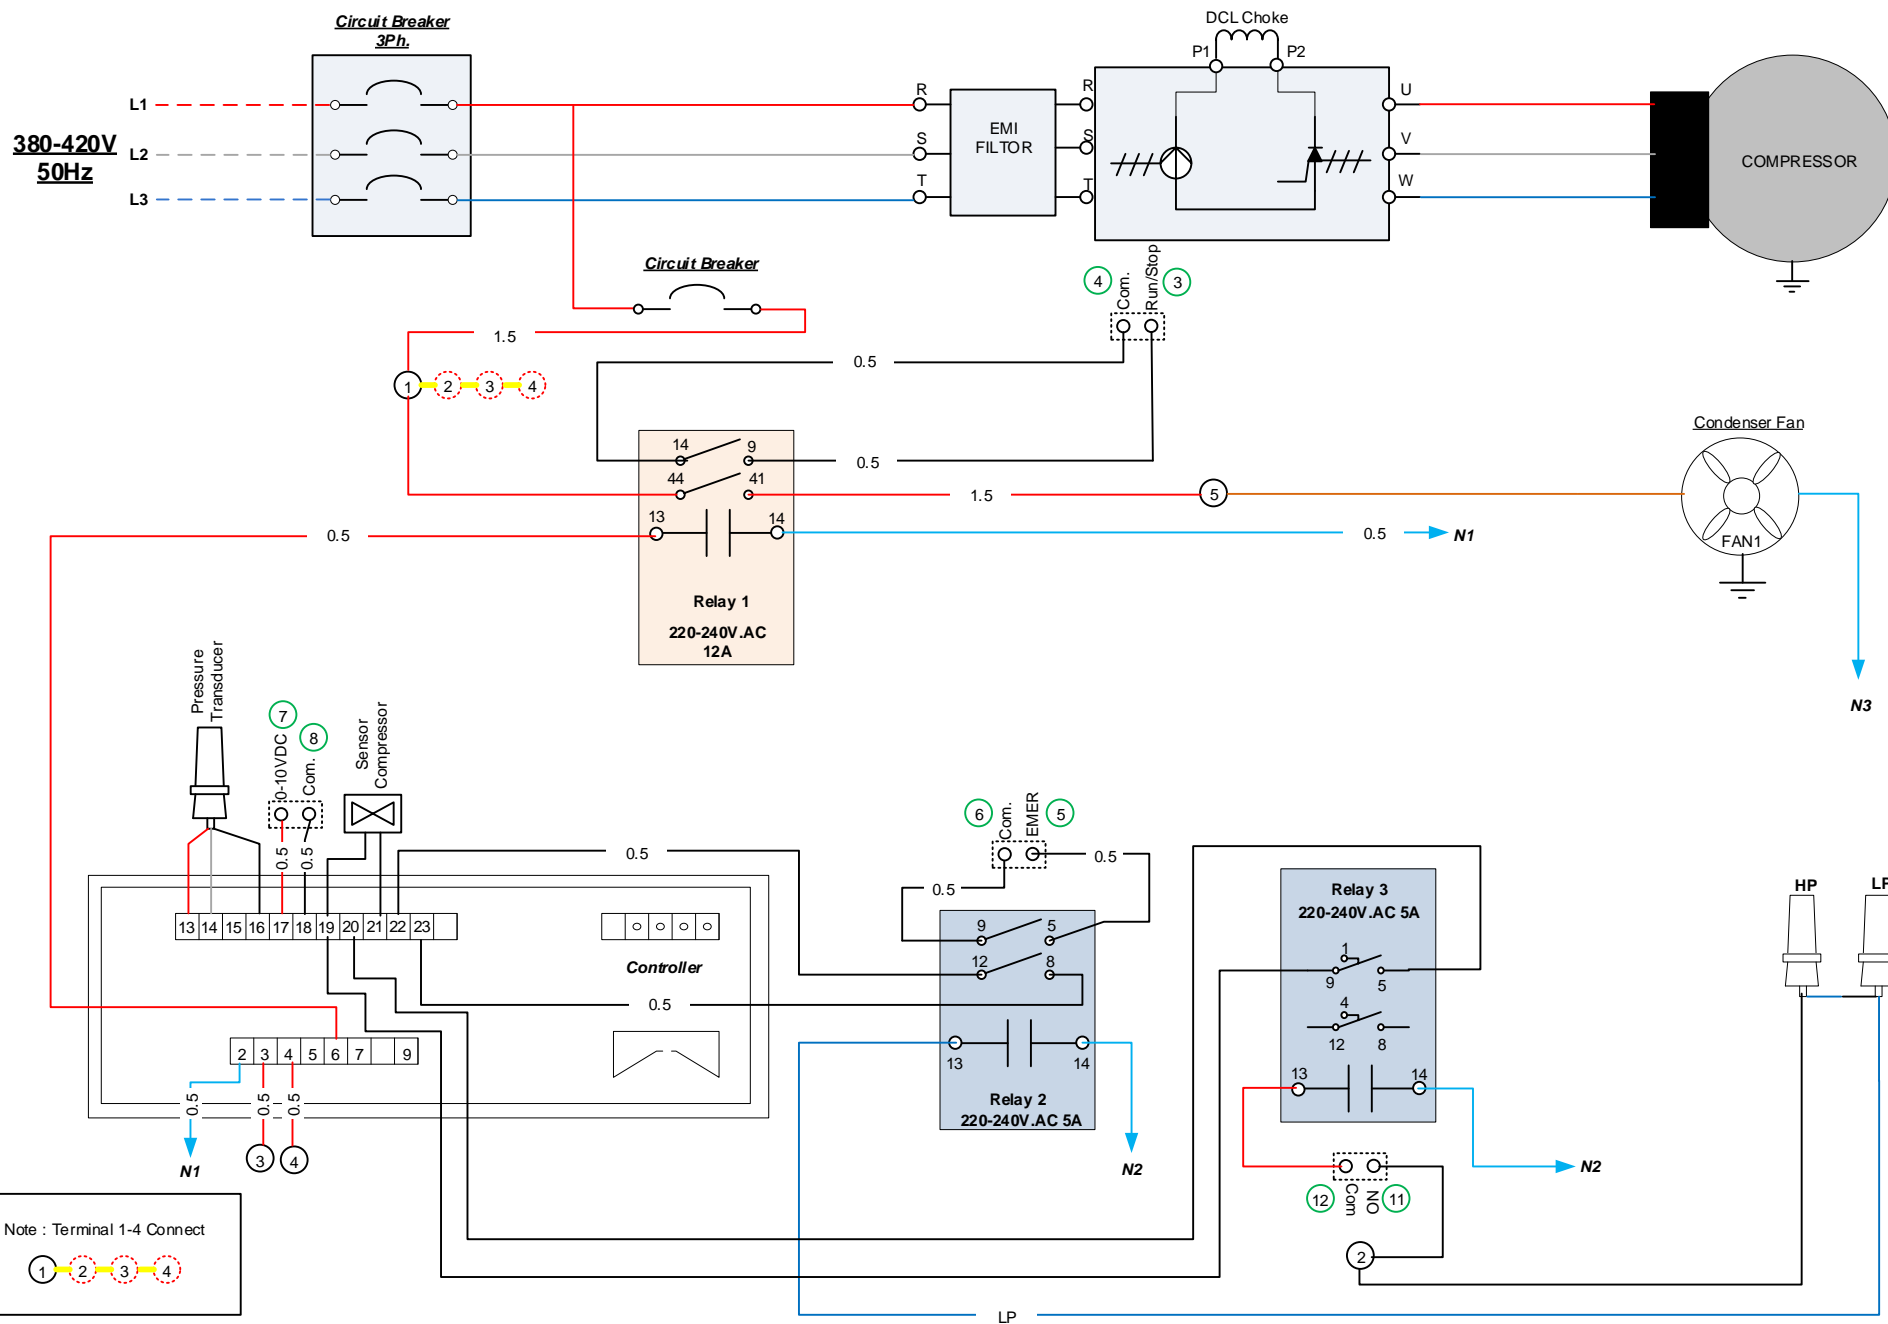 Circuit Breaker
3Ph.
DCL Choke
P1
P2
L1
L2
L3
380-420V
50Hz
R
S
T
EMI
FILTOR
R
S
T
U
V
W
COMPRESSOR
Circuit Breaker
4
Com.
Run/Stop
3
1.5
0.5
1
2
3
4
14
9
0.5
44
41
1.5
5
13
14
0.5
0.5
N1
Relay 1
220-240V.AC
12A
Condenser Fan
FAN1
N3
Pressure
Transducer
0-10VDC
7
Com.
8
Sensor
Compressor
0.5
0.5
0.5
13
14
15
16
17
18
19
20
21
22
23
Controller
0.5
2
3
4
5
6
7
9
0.5
0.5
0.5
N1
3
4
6
Com.
EMER
5
0.5
0.5
9
5
12
8
13
14
Relay 2
220-240V.AC 5A
N2
Relay 3
220-240V.AC 5A
1
9
5
4
12
8
13
14
N2
12
Com
NO
11
2
HP
LP
LP
Note : Terminal 1-4 Connect
1
2
3
4